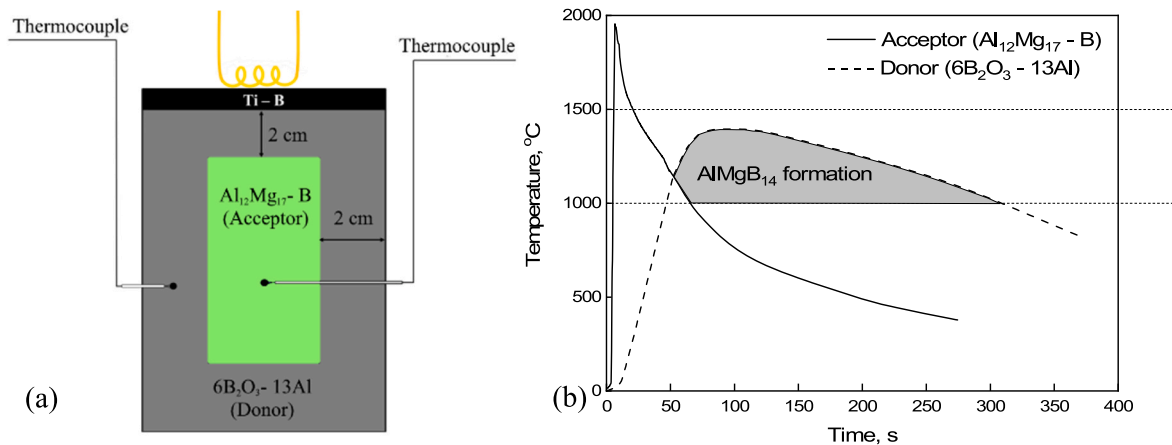 Thermocouple
Thermocouple
Ti – B
2 cm
Al₁₂Mg₁₇- B
(Acceptor)
2 cm
6B₂O₃- 13Al
(Donor)
(a)
2000
1500
1000
500
0
Temperature, °C
Acceptor (Al₁₂Mg₁₇ - B)
Donor (6B₂O₃ - 13Al)
AlMgB₁₄ formation
0 50 100 150 200 250 300 350 400
Time, s
(b)